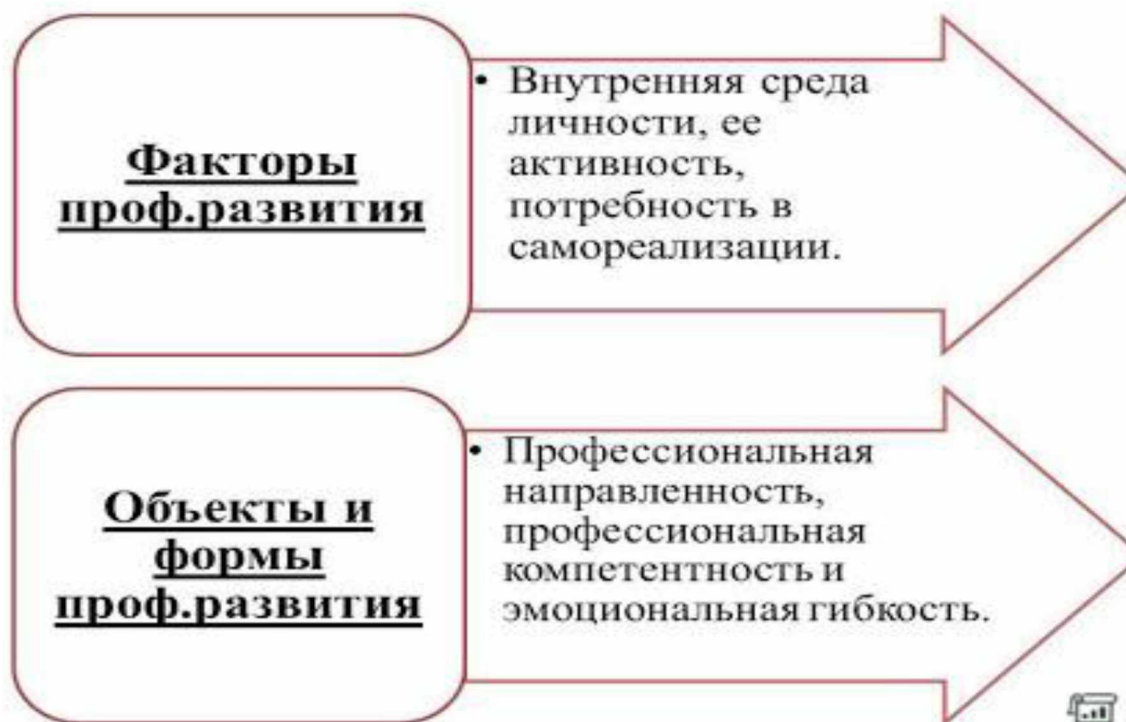 Факторы
проф.развития
• Внутренняя среда
личности, ее
активность,
потребность в
самореализации.
Объекты и
формы
проф.развития
• Профессиональная
направленность,
профессиональная
компетентность и
эмоциональная гибкость.